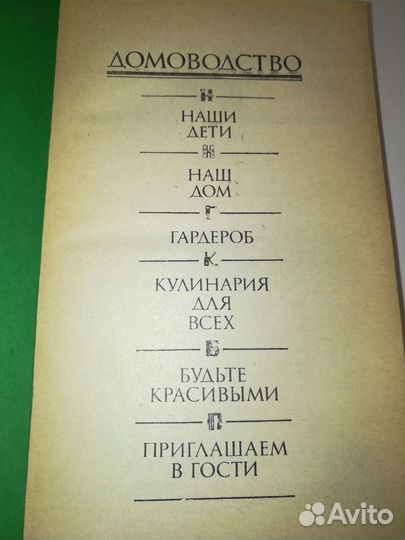 ДОМОВОДСТВО
Н
НАШИ
ДЕТИ
Н
НАШ
ДОМ
Г
ГАРДЕРОБ
К
КУЛИНАРИЯ
ДЛЯ
ВСЕХ
Б
БУДЬТЕ
КРАСИВЫМИ
П
ПРИГЛАШАЕМ
В ГОСТИ
Avito